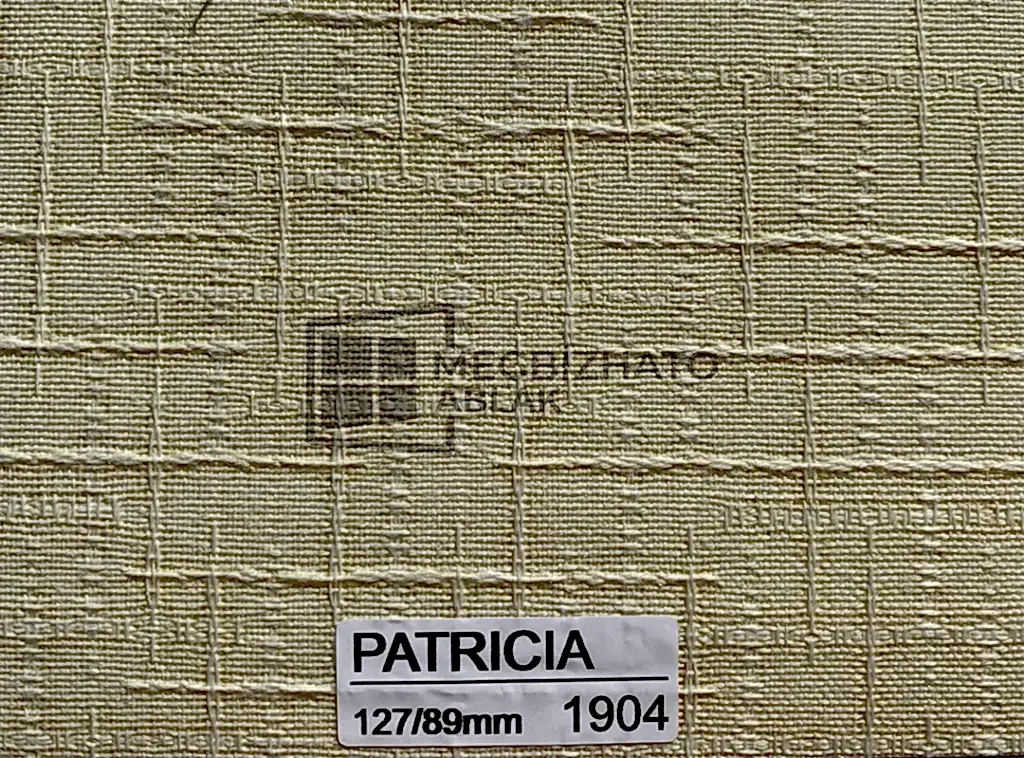 MEGBIZHATO
ABLAK
PATRICIA
127/89mm 1904